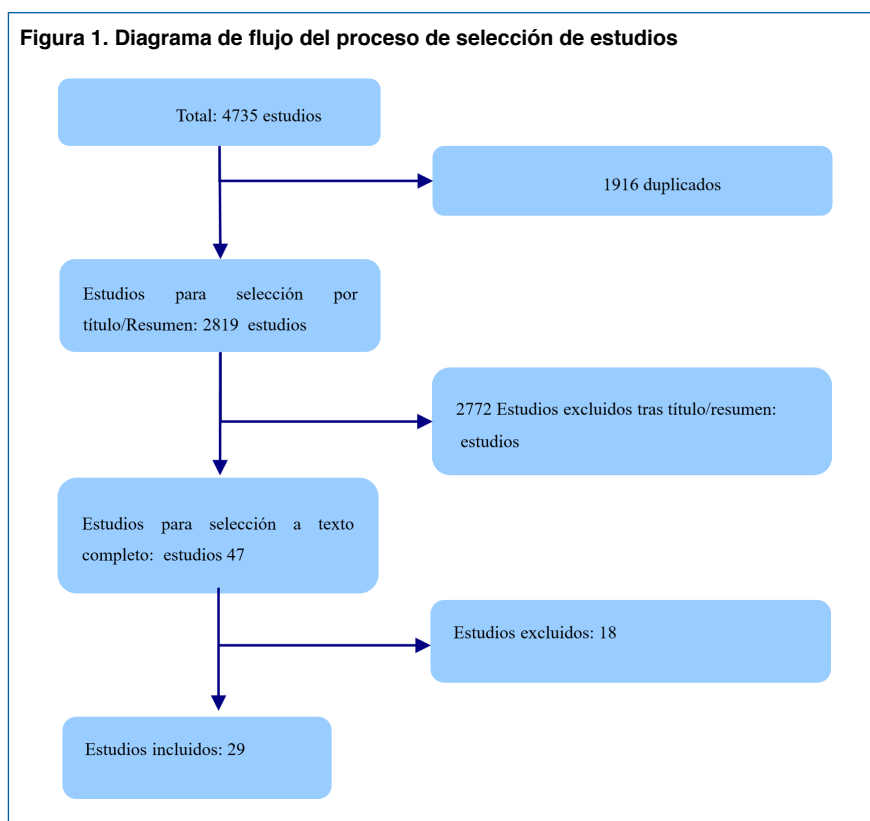 Figura 1. Diagrama de flujo del proceso de selección de estudios
Total: 4735 estudios
1916 duplicados
Estudios para selección por
título/Resumen: 2819 estudios
2772 Estudios excluidos tras título/resumen:
estudios
Estudios para selección a texto
completo: estudios 47
Estudios excluidos: 18
Estudios incluidos: 29